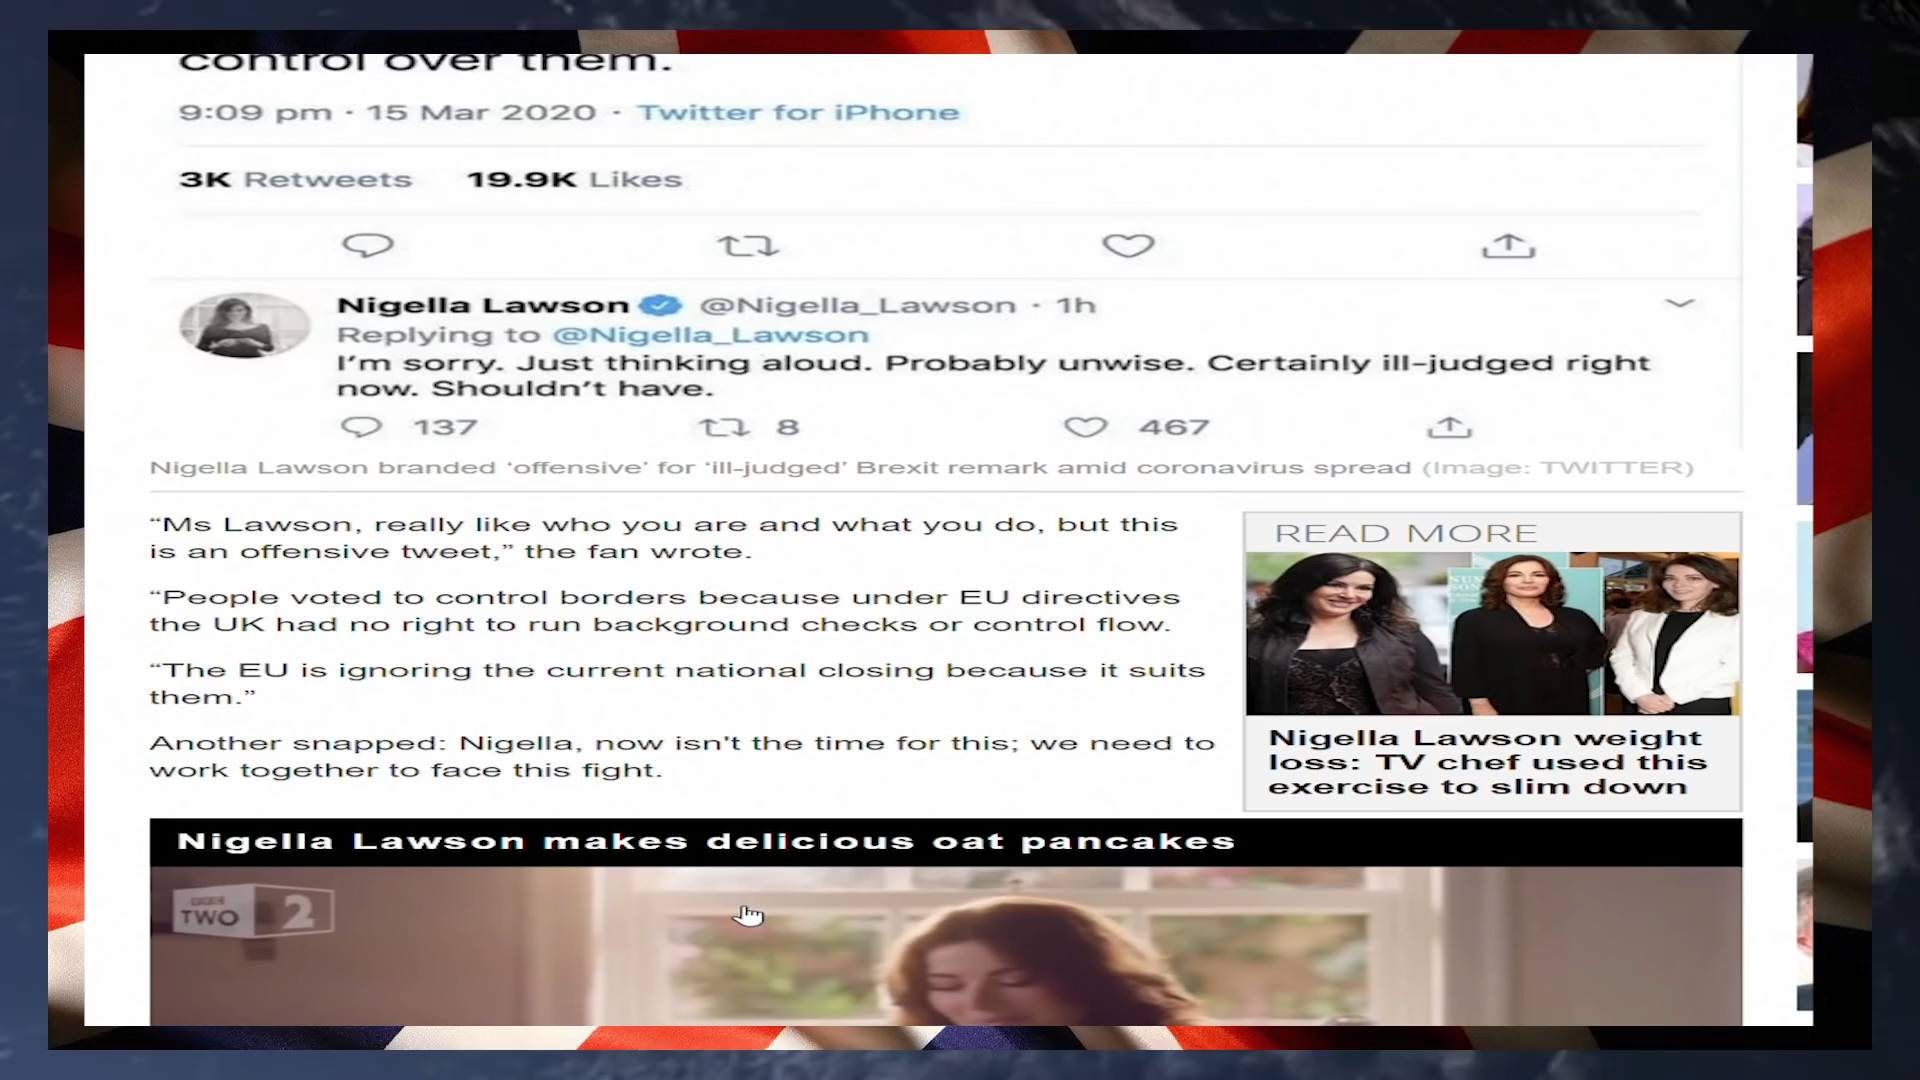 control over them.
9:09 pm · 15 Mar 2020 · Twitter for iPhone
3K Retweets 19.9K Likes
Nigella Lawson @Nigella_Lawson · 1h
Replying to @Nigella_Lawson
I’m sorry. Just thinking aloud. Probably unwise. Certainly ill-judged right
now. Shouldn’t have.
137 8 467
Nigella Lawson branded ‘offensive’ for ‘ill-judged’ Brexit remark amid coronavirus spread (Image: TWITTER)
“Ms Lawson, really like who you are and what you do, but this
is an offensive tweet,” the fan wrote.
“People voted to control borders because under EU directives
the UK had no right to run background checks or control flow.
“The EU is ignoring the current national closing because it suits
them.”
Another snapped: Nigella, now isn't the time for this; we need to
work together to face this fight.
READ MORE
Nigella Lawson weight
loss: TV chef used this
exercise to slim down
Nigella Lawson makes delicious oat pancakes
BBC
TWO 2